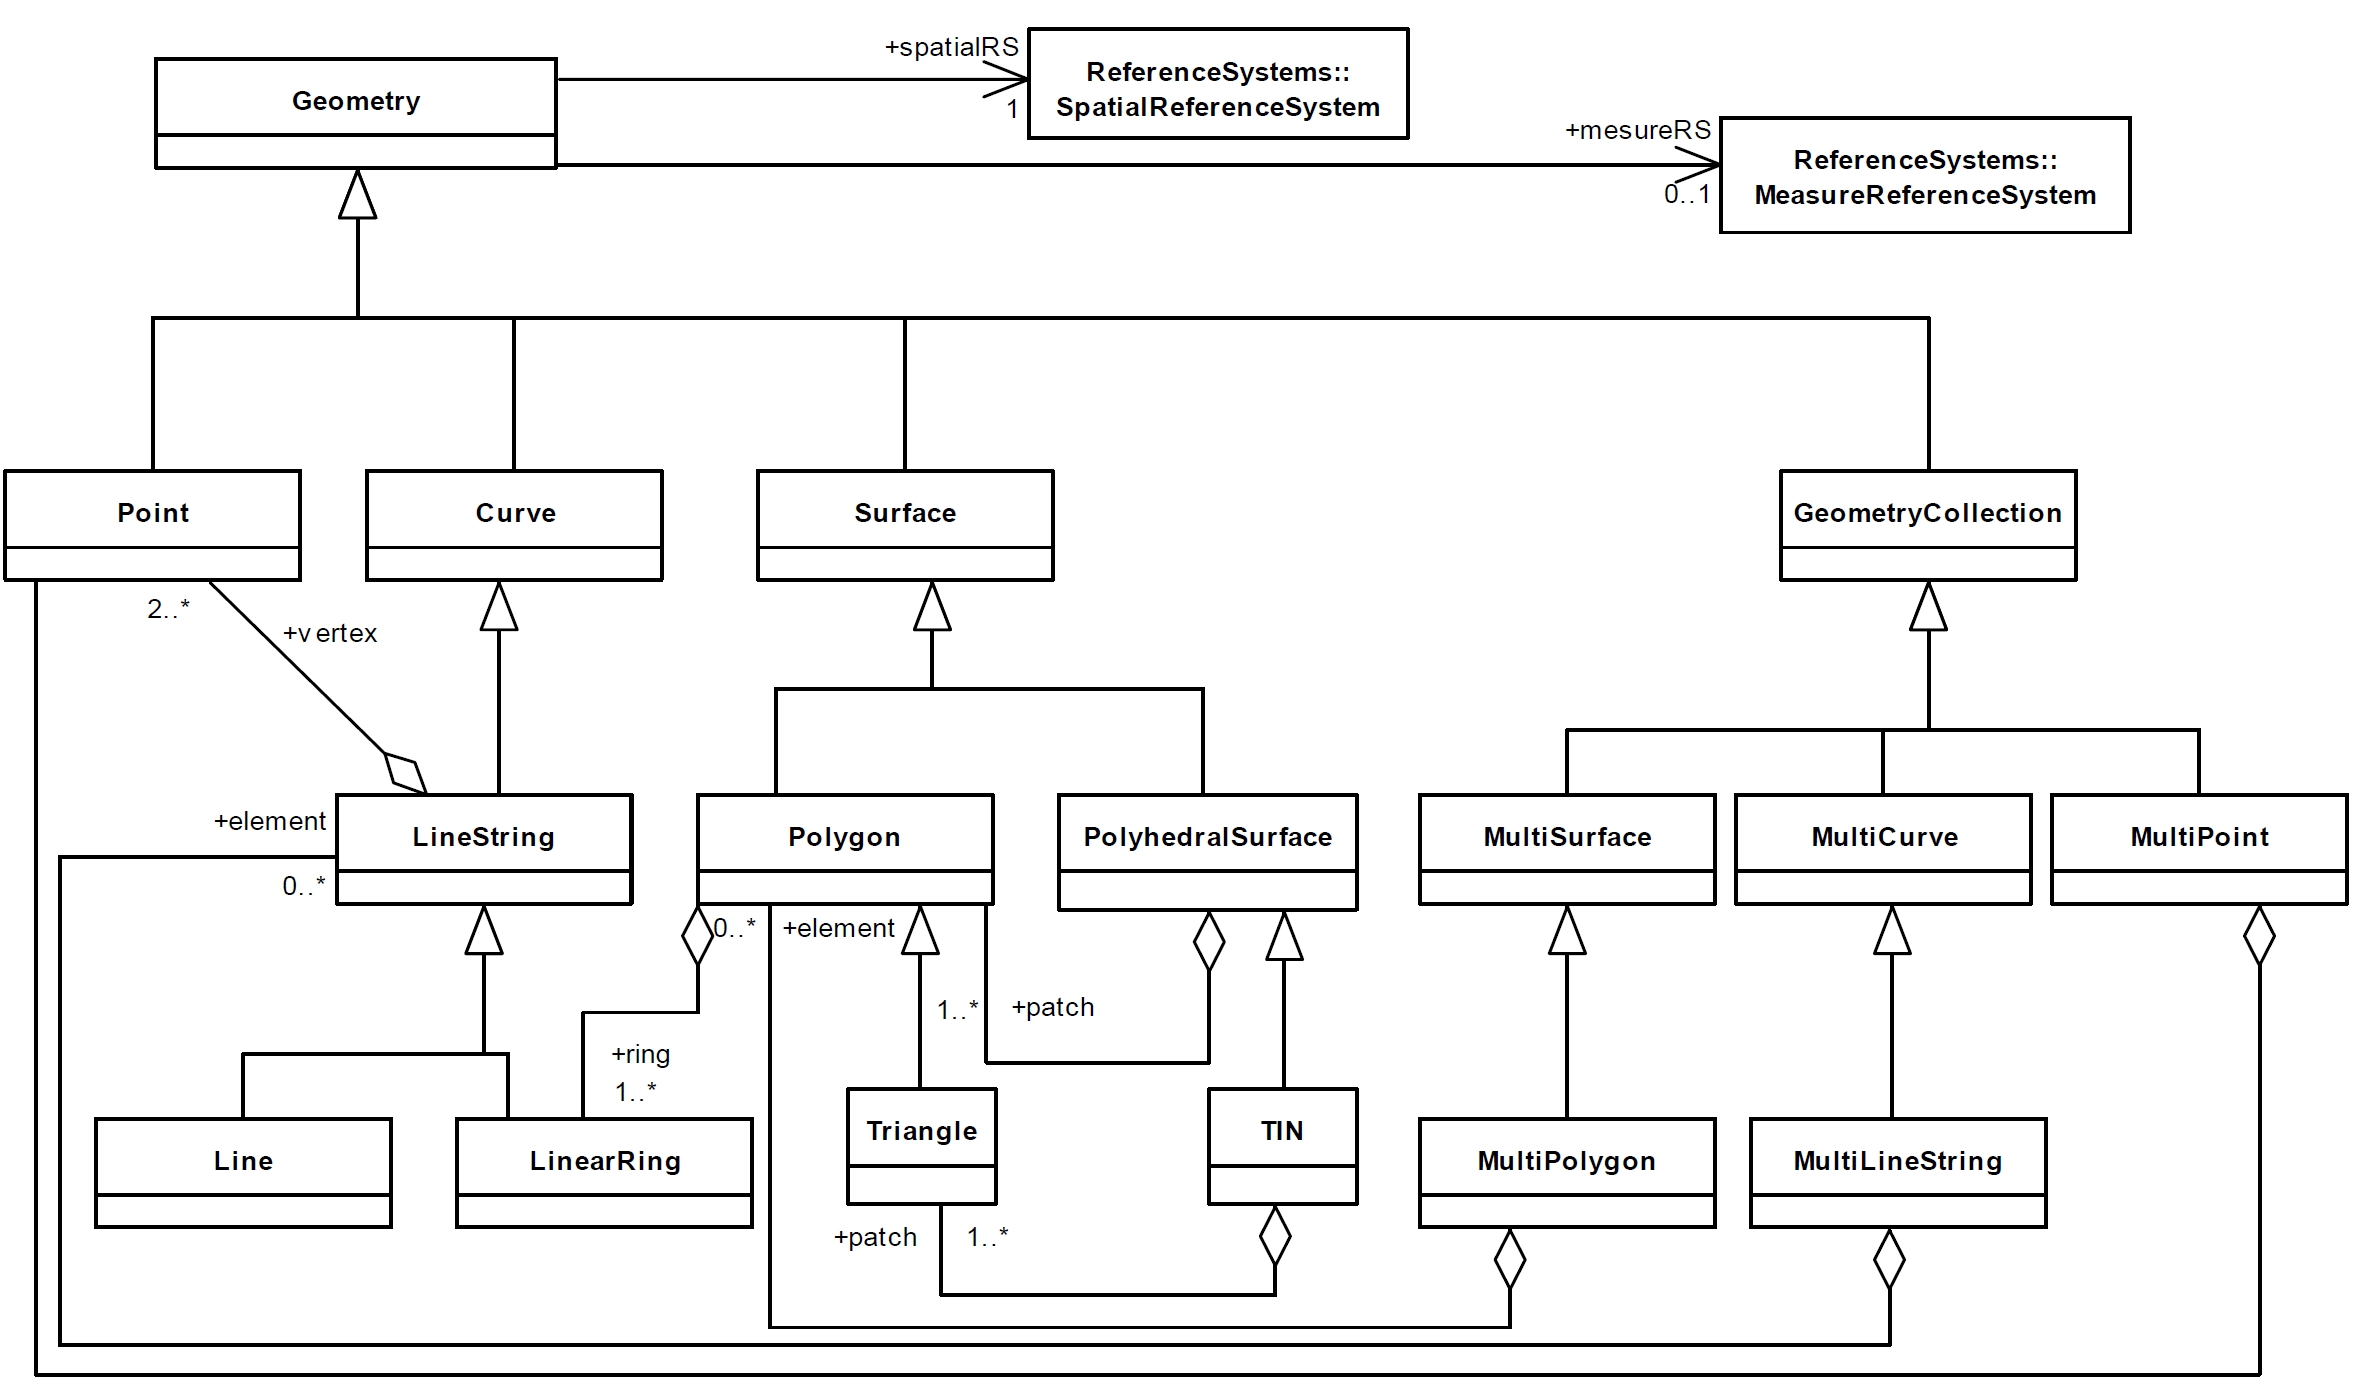 +spatialRS
ReferenceSystems::
Geometry
1
SpatialReferenceSystem
+mesureRS
ReferenceSystems::
0..1
MeasureReferenceSystem
Point
Curve
Surface
GeometryCollection
2..*
+vertex
+element
LineString
Polygon
PolyhedralSurface
MultiSurface
MultiCurve
MultiPoint
0..*
0..*
+element
1..*
+patch
+ring
1..*
Line
LinearRing
Triangle
TIN
MultiPolygon
MultiLineString
+patch
1..*